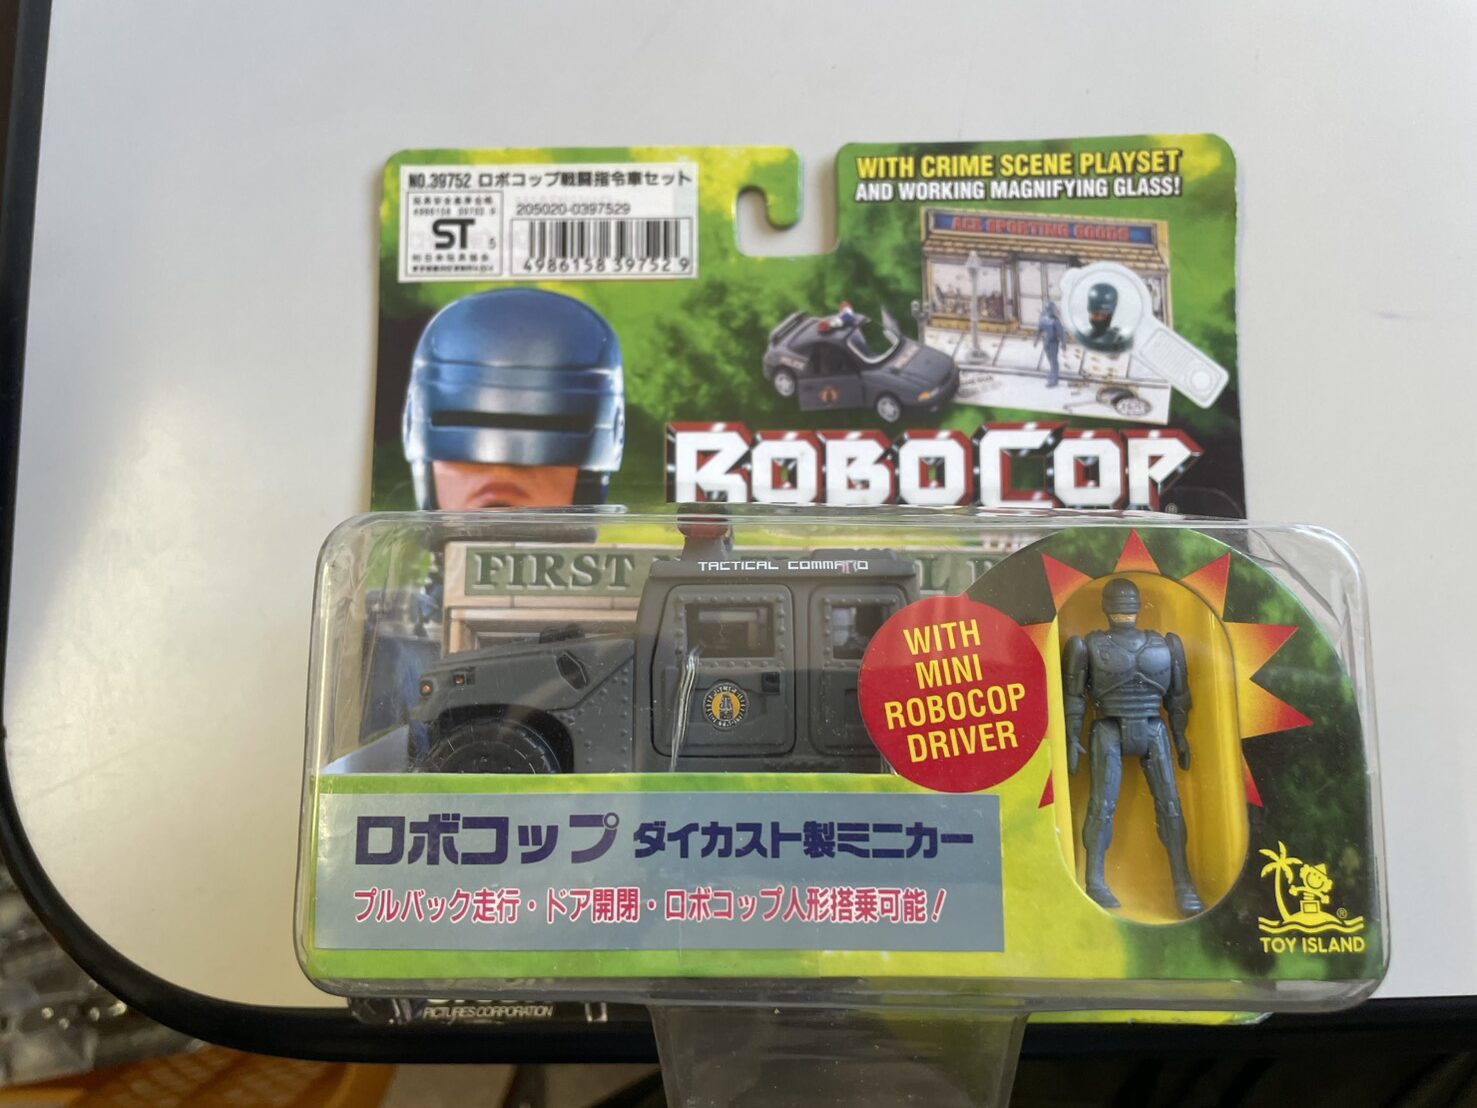 NO.39752 ロボコップ戦闘指令車セット
ST
5
205020-0397529
4986158 39752 9
WITH CRIME SCENE PLAYSET
AND WORKING MAGNIFYING GLASS!
ACE SPORTING GOODS
ROBOCOP
FIRST
TACTICAL COMMAND
POLICE
WITH
MINI
ROBOCOP
DRIVER
ロボコップ ダイカスト製ミニカー
プルバック走行・ドア開閉・ロボコップ人形搭乗可能!
TOY ISLAND
PICTURES CORPORATION